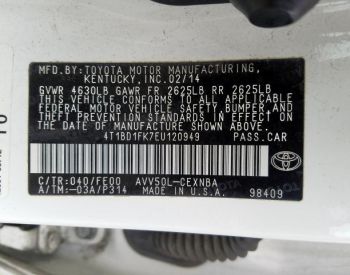 MFD. BY: TOYOTA MOTOR MANUFACTURING,
KENTUCKY, INC. 02/14
GVWR 4630LB GAWR FR 2625LB RR 2625LB
THIS VEHICLE CONFORMS TO ALL APPLICABLE
FEDERAL MOTOR VEHICLE SAFETY, BUMPER, AND
THEFT PREVENTION STANDARDS IN EFFECT ON
THE DATE OF MANUFACTURE SHOWN ABOVE.
4T1BD1FK7EU120949 PASS. CAR
C/TR: 040/FE00 AVV50L-CEXNBA
A/TM: -03A/P314 MADE IN U.S.A.
TOYOTA
98409